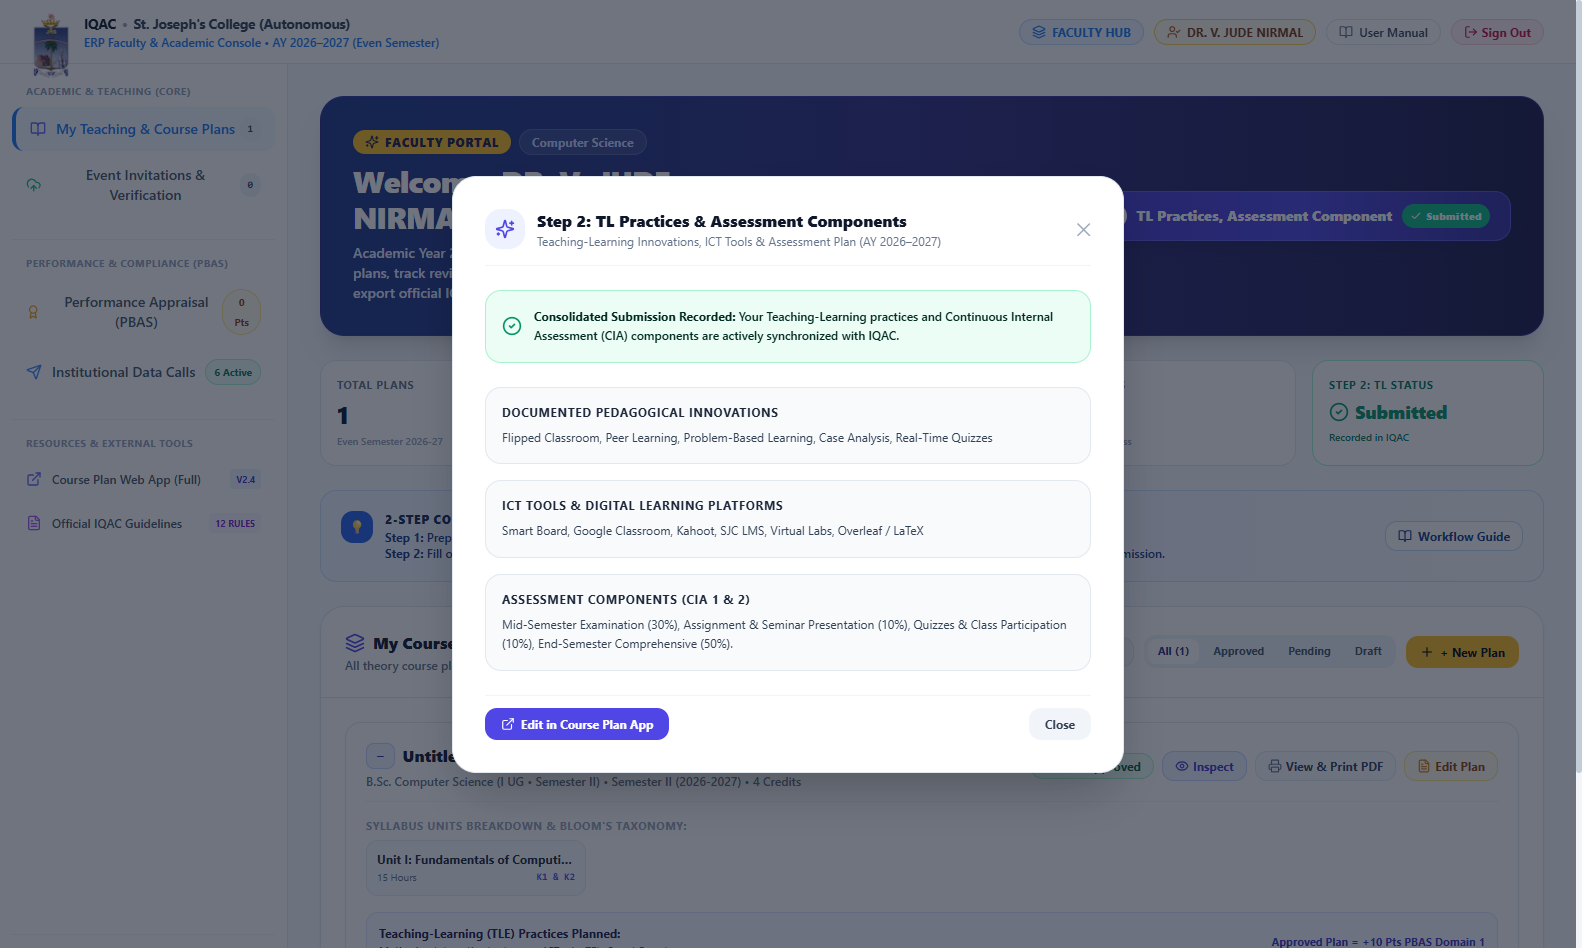 IQAC • St. Joseph's College (Autonomous)
ERP Faculty & Academic Console • AY 2026–2027 (Even Semester)
FACULTY HUB
DR. V. JUDE NIRMAL
User Manual
Sign Out
ACADEMIC & TEACHING (CORE)
My Teaching & Course Plans 1
Event Invitations &
Verification
0
PERFORMANCE & COMPLIANCE (PBAS)
Performance Appraisal
(PBAS)
0
Pts
Institutional Data Calls 6 Active
RESOURCES & EXTERNAL TOOLS
Course Plan Web App (Full) V2.4
Official IQAC Guidelines 12 RULES
FACULTY PORTAL
Computer Science
Welcome
NIRMAL
Academic Year
plans, track
export official
TL Practices, Assessment Component Submitted
TOTAL PLANS
1
Even Semester 2026-27
STEP 2: TL STATUS
Submitted
Recorded in IQAC
2-STEP
Step 1:
Step 2: Fill
Workflow Guide
My
All theory course
All (1)
Approved
Pending
Draft
+ + New Plan
Step 2: TL Practices & Assessment Components
Teaching-Learning Innovations, ICT Tools & Assessment Plan (AY 2026–2027)
Consolidated Submission Recorded: Your Teaching-Learning practices and Continuous Internal
Assessment (CIA) components are actively synchronized with IQAC.
DOCUMENTED PEDAGOGICAL INNOVATIONS
Flipped Classroom, Peer Learning, Problem-Based Learning, Case Analysis, Real-Time Quizzes
ICT TOOLS & DIGITAL LEARNING PLATFORMS
Smart Board, Google Classroom, Kahoot, SJC LMS, Virtual Labs, Overleaf / LaTeX
ASSESSMENT COMPONENTS (CIA 1 & 2)
Mid-Semester Examination (30%), Assignment & Seminar Presentation (10%), Quizzes & Class Participation
(10%), End-Semester Comprehensive (50%).
Edit in Course Plan App
Close
Inspect
View & Print PDF
Edit Plan
B.Sc. Computer Science (I UG • Semester II) • Semester II (2026-2027) • 4 Credits
SYLLABUS UNITS BREAKDOWN & BLOOM'S TAXONOMY:
Unit I: Fundamentals of Computi...
15 Hours K1 & K2
Teaching-Learning (TLE) Practices Planned:
Approved Plan = +10 Pts PBAS Domain 1